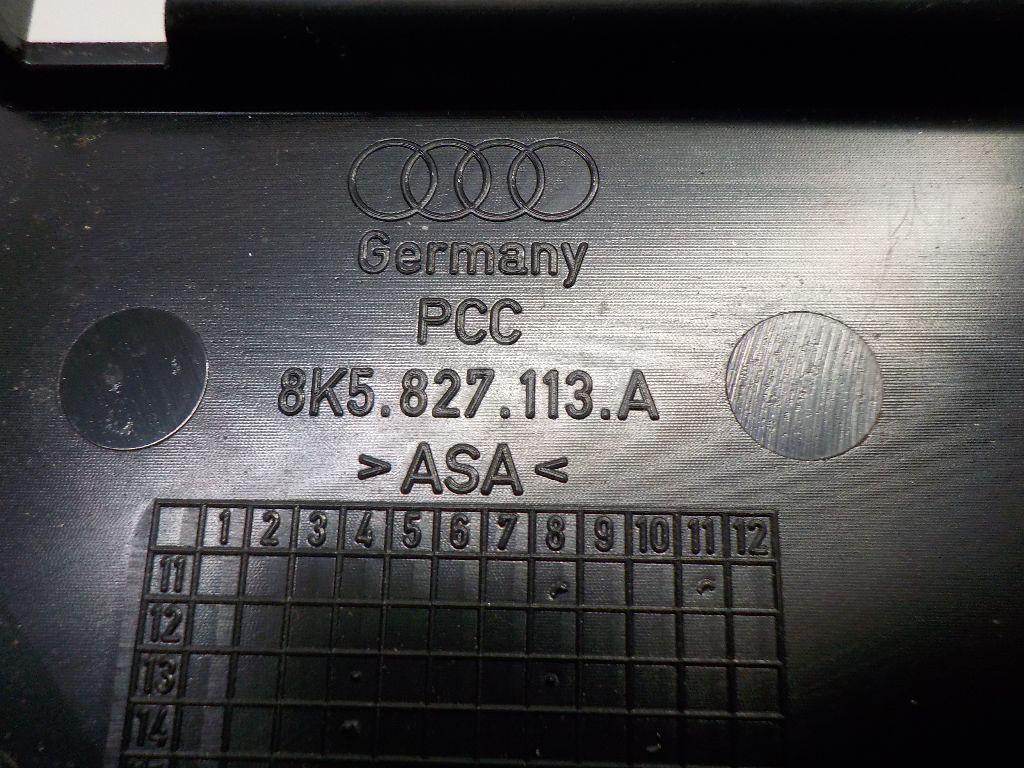 Germany
PCC
8K5.827.113.A
>ASA<
1 2 3 4 5 6 7 8 9 10 11 12
11
12
13
14